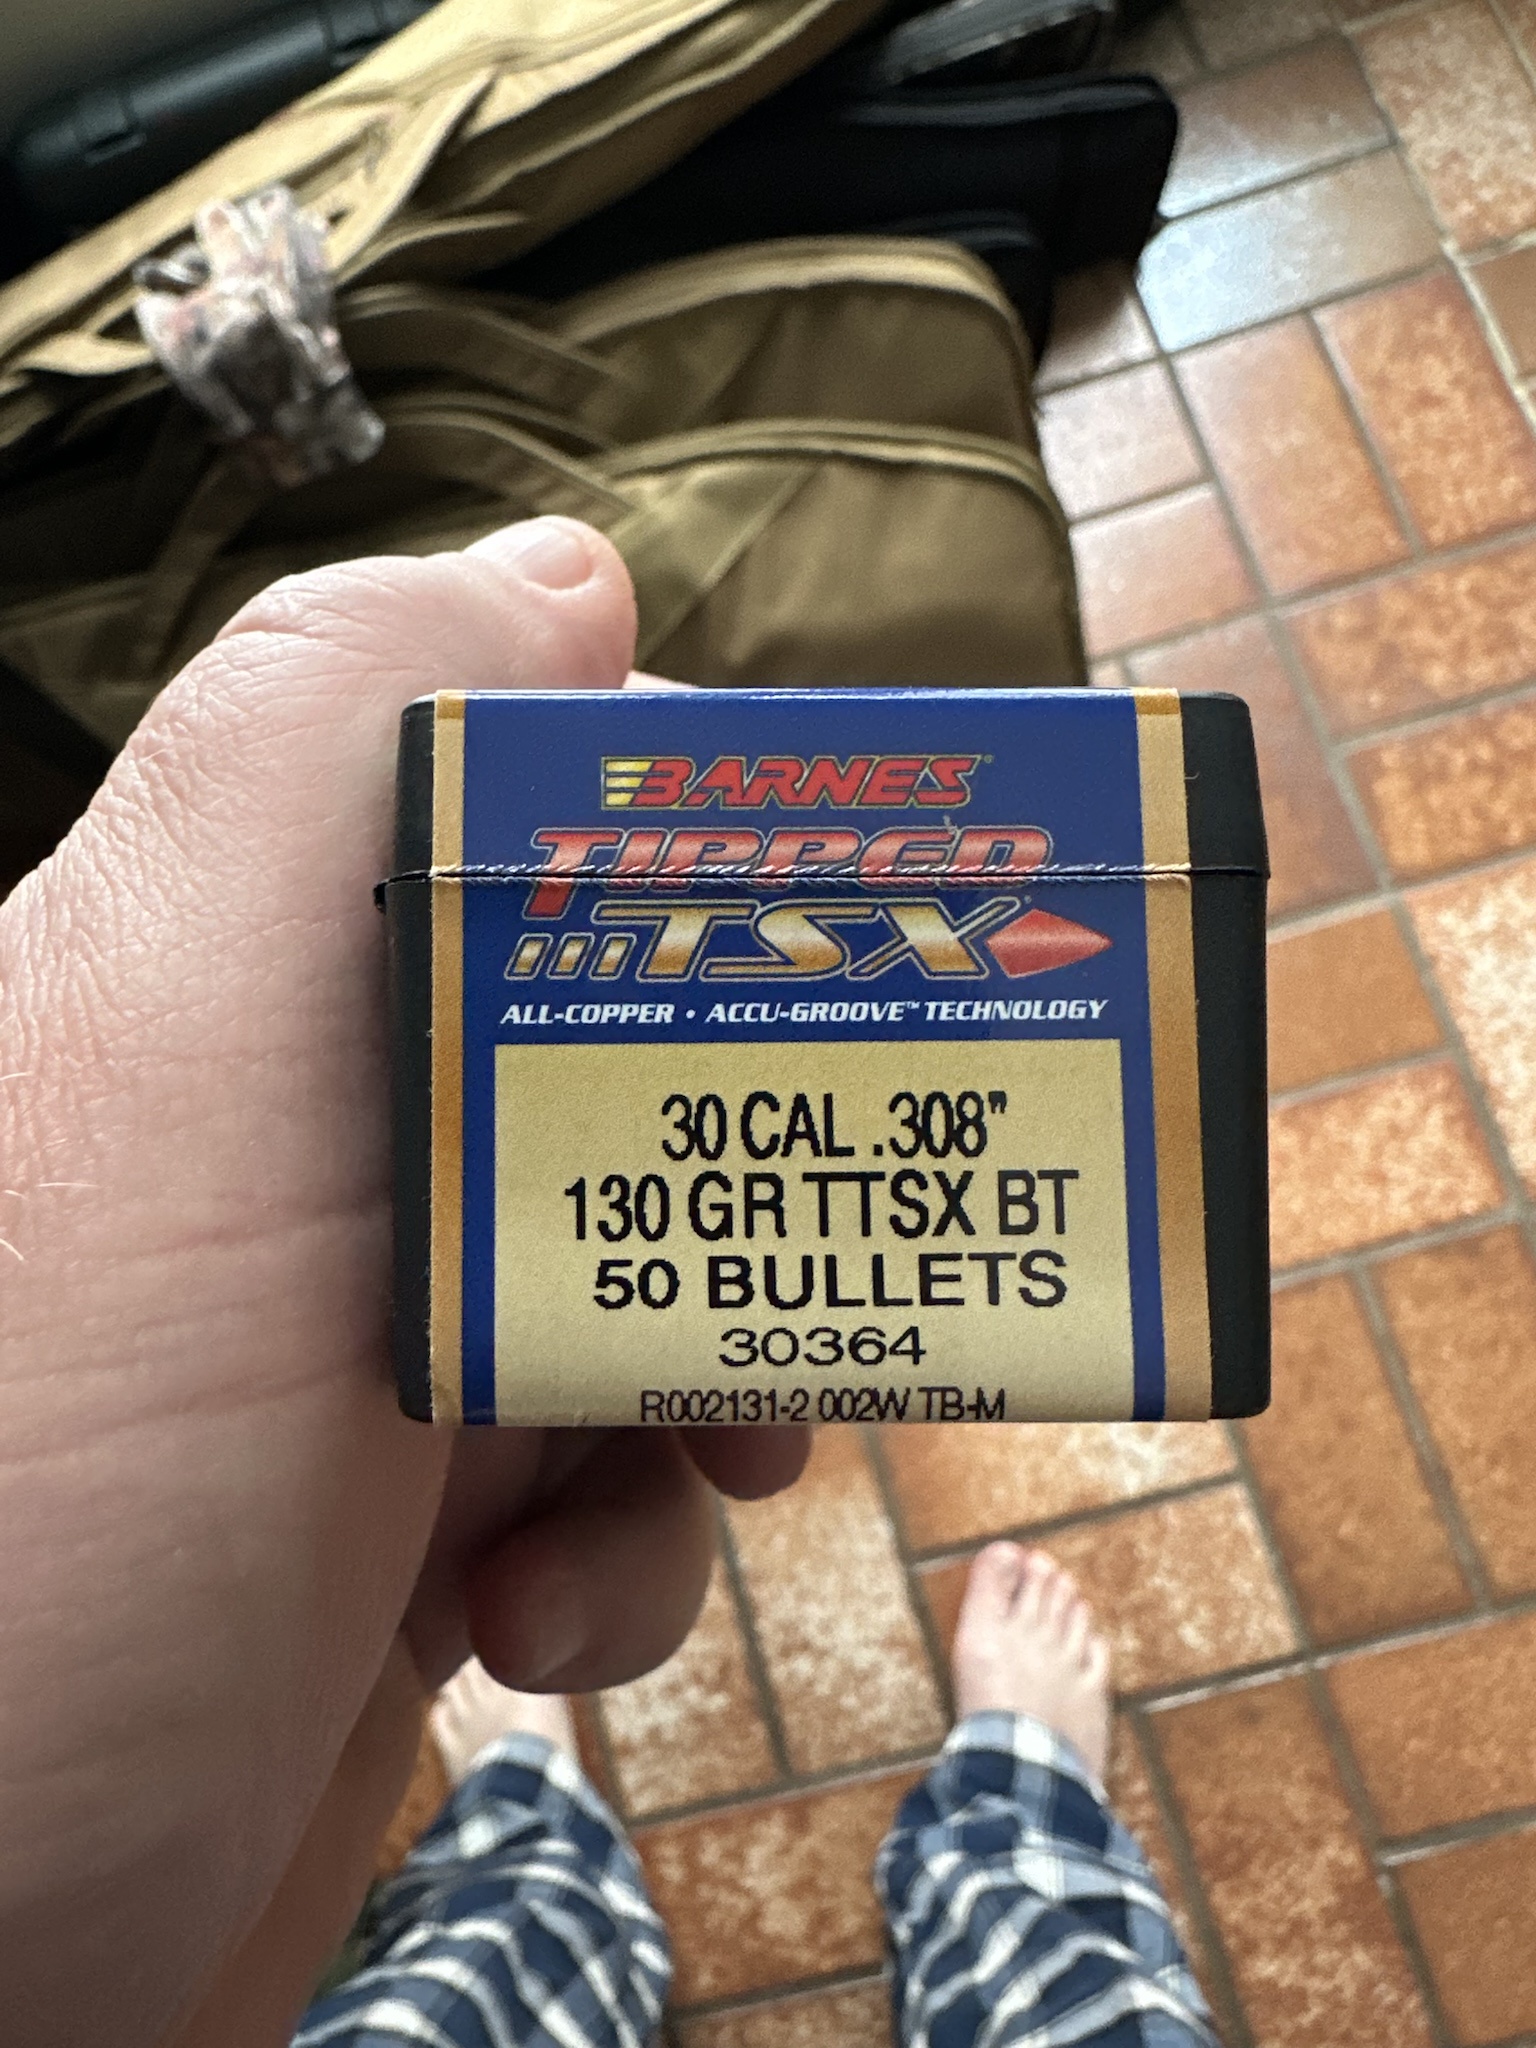 BARNES®
TIPPED
TSX®
ALL-COPPER • ACCU-GROOVE™ TECHNOLOGY
30 CAL .308"
130 GR TTSX BT
50 BULLETS
30364
R002131-2 002W TB-M